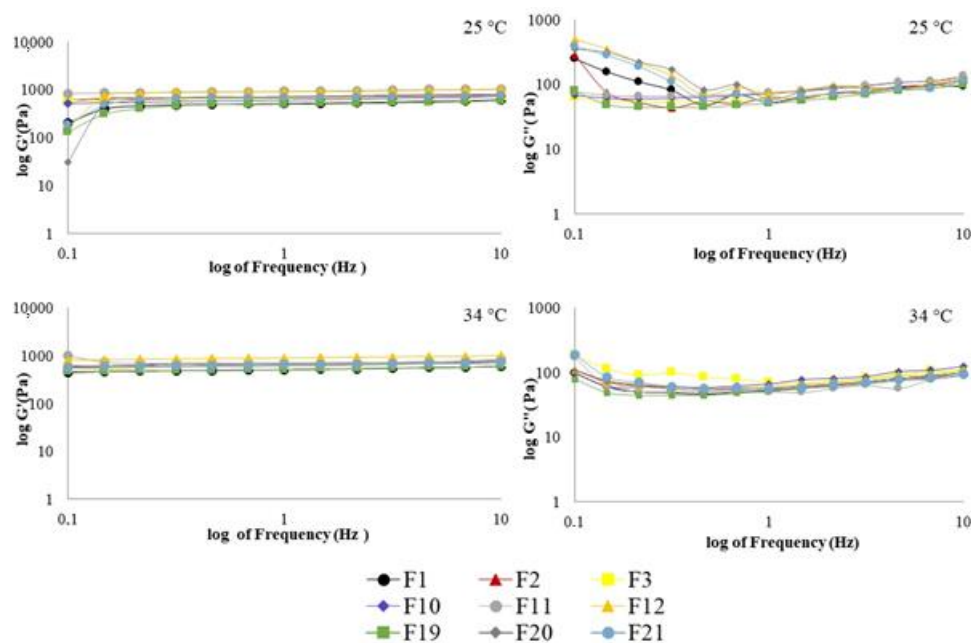 10,000
25 °C
1000
100
10
1
0.1
1
10
log G'(Pa)
log of Frequency (Hz )
1000
25 °C
100
10
1
0.1
1
10
log G" ( Pa)
log of Frequency (Hz)
10,000
34 °C
1000
100
10
1
0.1
1
10
log G'(Pa)
log of Frequency (Hz )
1000
34 °C
100
10
1
0.1
1
10
log G" ( Pa)
log of Frequency (Hz)
F1 F2 F3
F10 F11 F12
F19 F20 F21